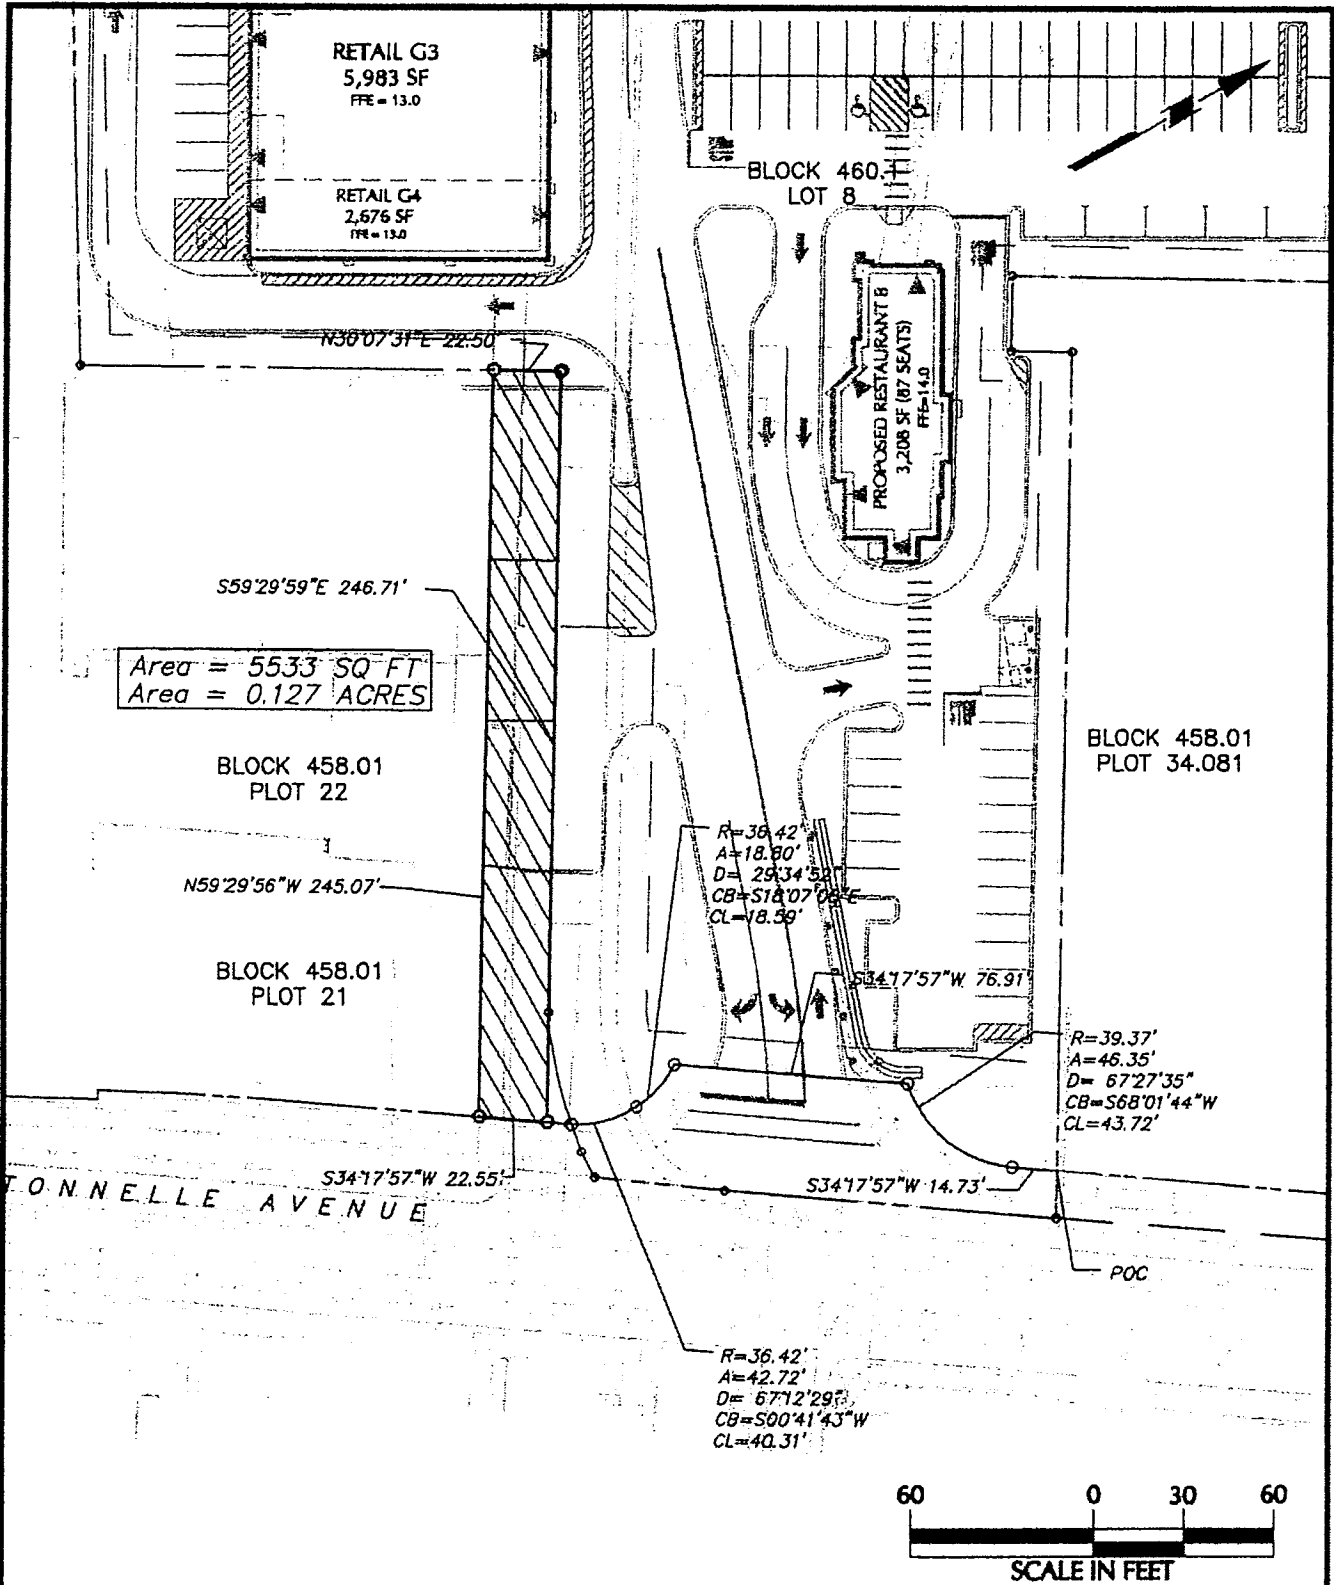 RETAIL G3
5,983 SF
FFE = 13.0
RETAIL G4
2,676 SF
FFE = 13.0
BLOCK 460.1
LOT 8
N30°07'31"E 22.50'
PROPOSED RESTAURANT B
3,208 SF (87 SEATS)
FFE=14.0
S59°29'59"E 246.71'
Area = 5533 SQ FT
Area = 0.127 ACRES
BLOCK 458.01
PLOT 22
BLOCK 458.01
PLOT 34.081
R=36.42'
A=18.80'
D= 29°34'52"
CB=S18°07'06"E
CL=18.59'
N59°29'56"W 245.07'
BLOCK 458.01
PLOT 21
S34°17'57"W 76.91'
R=39.37'
A=46.35'
D= 67°27'35"
CB=S68°01'44"W
CL=43.72'
S34°17'57"W 22.55'
S34°17'57"W 14.73'
TONNELLE AVENUE
POC
R=36.42'
A=42.72'
D= 67°12'29"
CB=S00°41'43"W
CL=40.31'
60 0 30 60
SCALE IN FEET